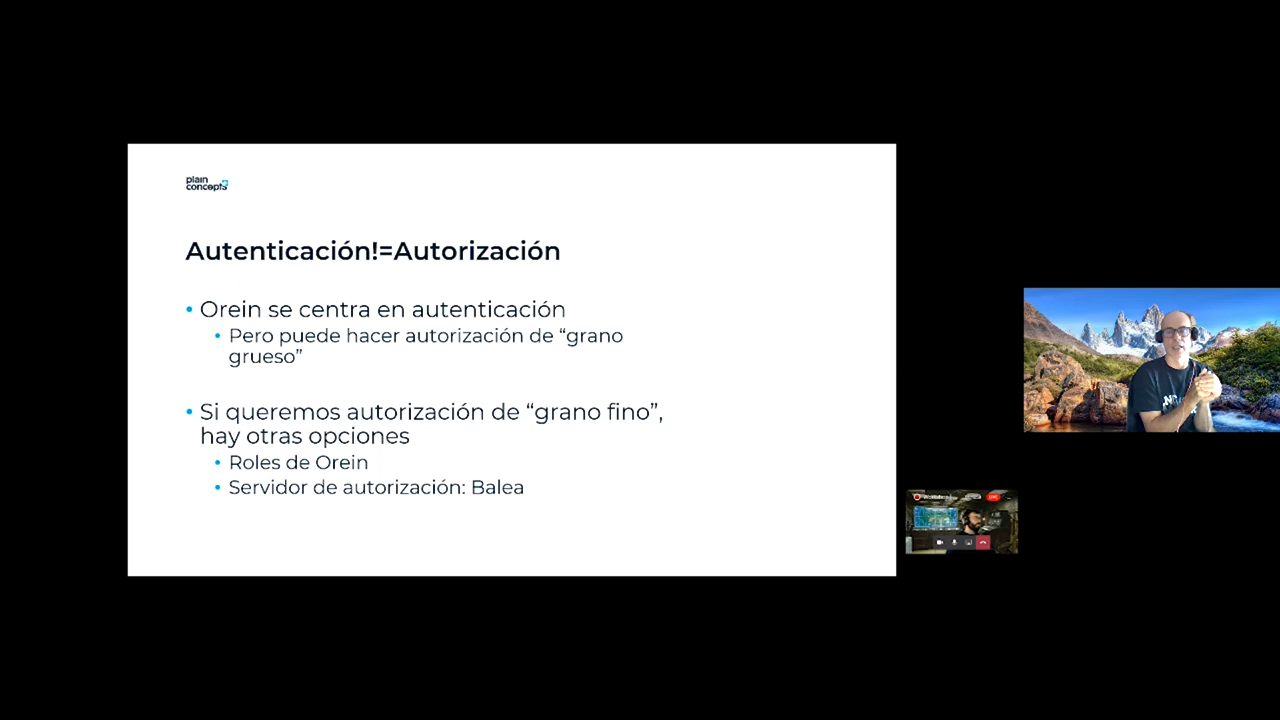 plain
concepts
Autenticación!=Autorización
• Orein se centra en autenticación
• Pero puede hacer autorización de “grano
grueso”
• Si queremos autorización de “grano fino”,
hay otras opciones
• Roles de Orein
• Servidor de autorización: Balea